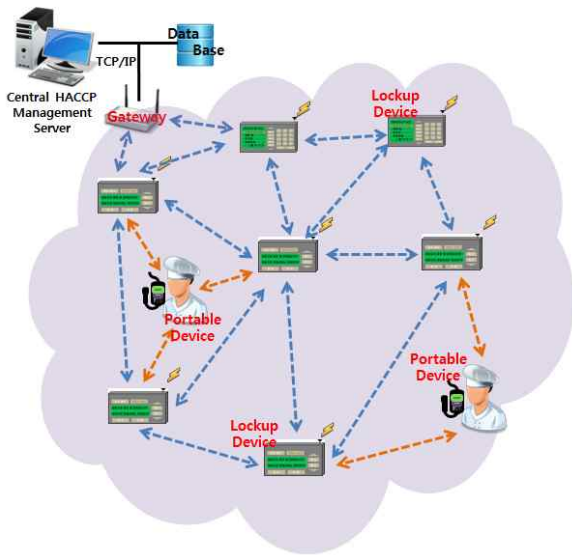 Data
Base
TCP/IP
Central HACCP
Management
Server
Gateway
Lockup
Device
Portable
Device
Portable
Device
Lockup
Device